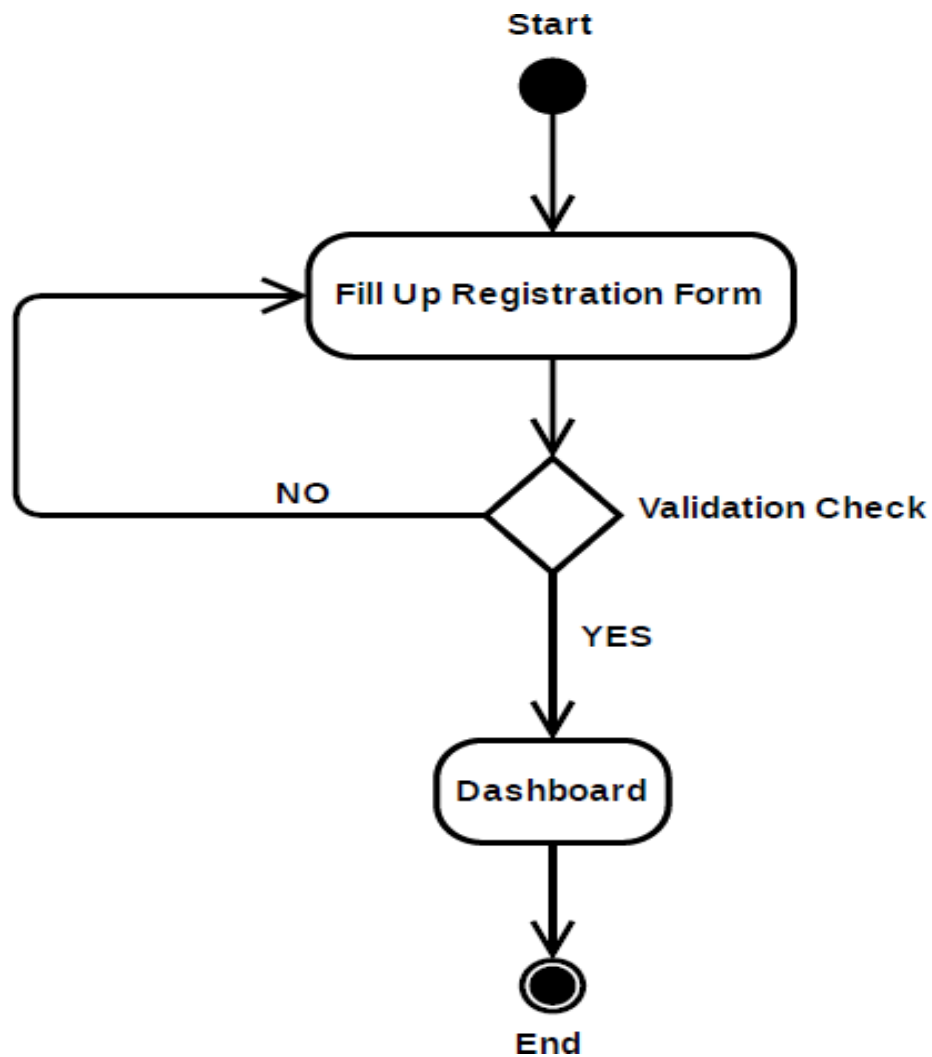 Start
Fill Up Registration Form
NO
Validation Check
YES
Dashboard
End